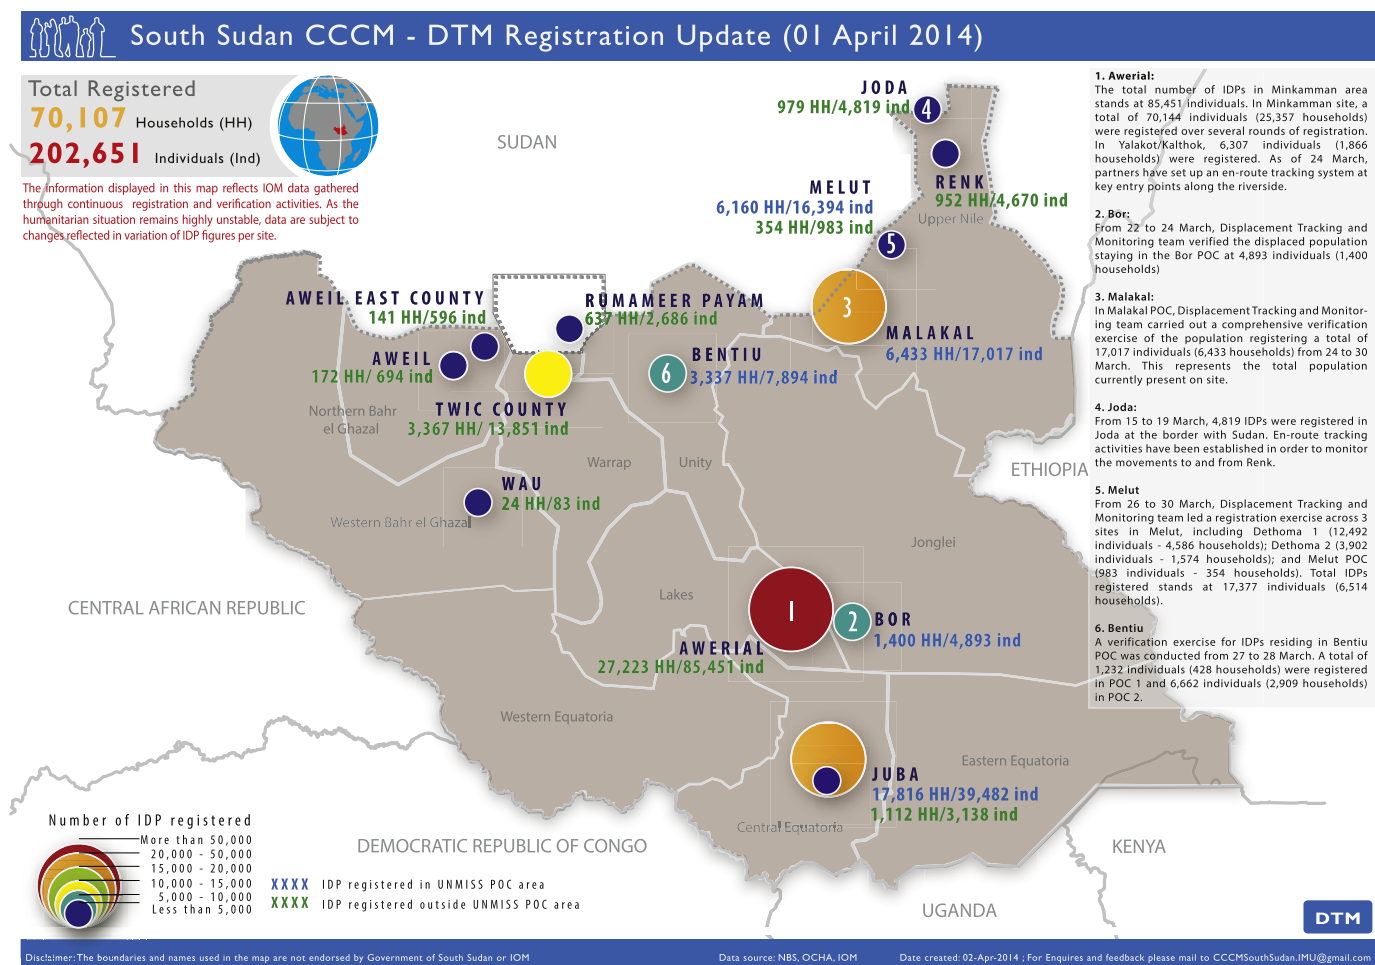 South Sudan CCCM - DTM Registration Update (01 April 2014)
Total Registered
70,107 Households (HH)
202,651 Individuals (Ind)
The information displayed in this map reflects IOM data gathered
through continuous registration and verification activities. As the
humanitarian situation remains highly unstable, data are subject to
changes reflected in variation of IDP figures per site.
SUDAN
JODA
979 HH/4,819 ind
4
RENK
952 HH/4,670 ind
Upper Nile
MELUT
6,160 HH/16,394 ind
354 HH/983 ind
5
AWEIL EAST COUNTY
141 HH/596 ind
RUMAMEER PAYAM
637 HH/2,686 ind
3
MALAKAL
6,433 HH/17,017 ind
AWEIL
172 HH/ 694 ind
BENTIU
6
3,337 HH/7,894 ind
TWIC COUNTY
3,367 HH/ 13,851 ind
Northern Bahr
el Ghazal
Warrap
Unity
ETHIOPIA
WAU
24 HH/83 ind
Western Bahr el Ghazal
Jonglei
CENTRAL AFRICAN REPUBLIC
Lakes
1
2
BOR
1,400 HH/4,893 ind
AWERIAL
27,223 HH/85,451 ind
Western Equatoria
Eastern Equatoria
JUBA
17,816 HH/39,482 ind
1,112 HH/3,138 ind
Central Equatoria
DEMOCRATIC REPUBLIC OF CONGO
KENYA
UGANDA
1. Awerial:
The total number of IDPs in Minkamman area
stands at 85,451 individuals. In Minkamman site, a
total of 70,144 individuals (25,357 households)
were registered over several rounds of registration.
In Yalakot/Kalthok, 6,307 individuals (1,866
households) were registered. As of 24 March,
partners have set up an en-route tracking system at
key entry points along the riverside.
2. Bor:
From 22 to 24 March, Displacement Tracking and
Monitoring team verified the displaced population
staying in the Bor POC at 4,893 individuals (1,400
households)
3. Malakal:
In Malakal POC, Displacement Tracking and Monitor-
ing team carried out a comprehensive verification
exercise of the population registering a total of
17,017 individuals (6,433 households) from 24 to 30
March. This represents the total population
currently present on site.
4. Joda:
From 15 to 19 March, 4,819 IDPs were registered in
Joda at the border with Sudan. En-route tracking
activities have been established in order to monitor
the movements to and from Renk.
5. Melut
From 26 to 30 March, Displacement Tracking and
Monitoring team led a registration exercise across 3
sites in Melut, including Dethoma 1 (12,492
individuals - 4,586 households); Dethoma 2 (3,902
individuals - 1,574 households); and Melut POC
(983 individuals - 354 households). Total IDPs
registered stands at 17,377 individuals (6,514
households).
6. Bentiu
A verification exercise for IDPs residing in Bentiu
POC was conducted from 27 to 28 March. A total of
1,232 individuals (428 households) were registered
in POC 1 and 6,662 individuals (2,909 households)
in POC 2.
Number of IDP registered
More than 50,000
20,000 - 50,000
15,000 - 20,000
10,000 - 15,000
5,000 - 10,000
Less than 5,000
XXXX IDP registered in UNMISS POC area
XXXX IDP registered outside UNMISS POC area
DTM
Disclaimer: The boundaries and names used in the map are not endorsed by Government of South Sudan or IOM
Data source: NBS, OCHA, IOM
Date created: 02-Apr-2014 ; For Enquires and feedback please mail to CCCMSouthSudan.IMU@gmail.com